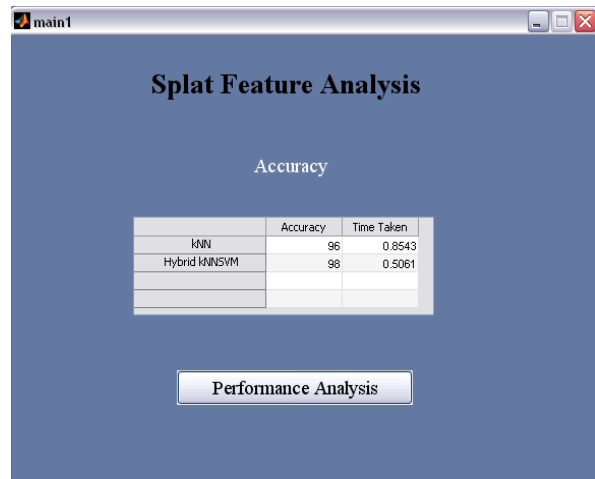 main1
Splat Feature Analysis
Accuracy
Accuracy Time Taken
kNN 96 0.8543
Hybrid kNNSVM 98 0.5061
Performance Analysis